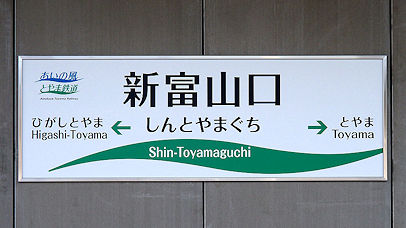 あいの風
とやま鉄道
Ainokaze Toyama Railway
新富山口
しんとやまぐち
ひがしとやま
Higashi-Toyama
とやま
Toyama
Shin-Toyamaguchi